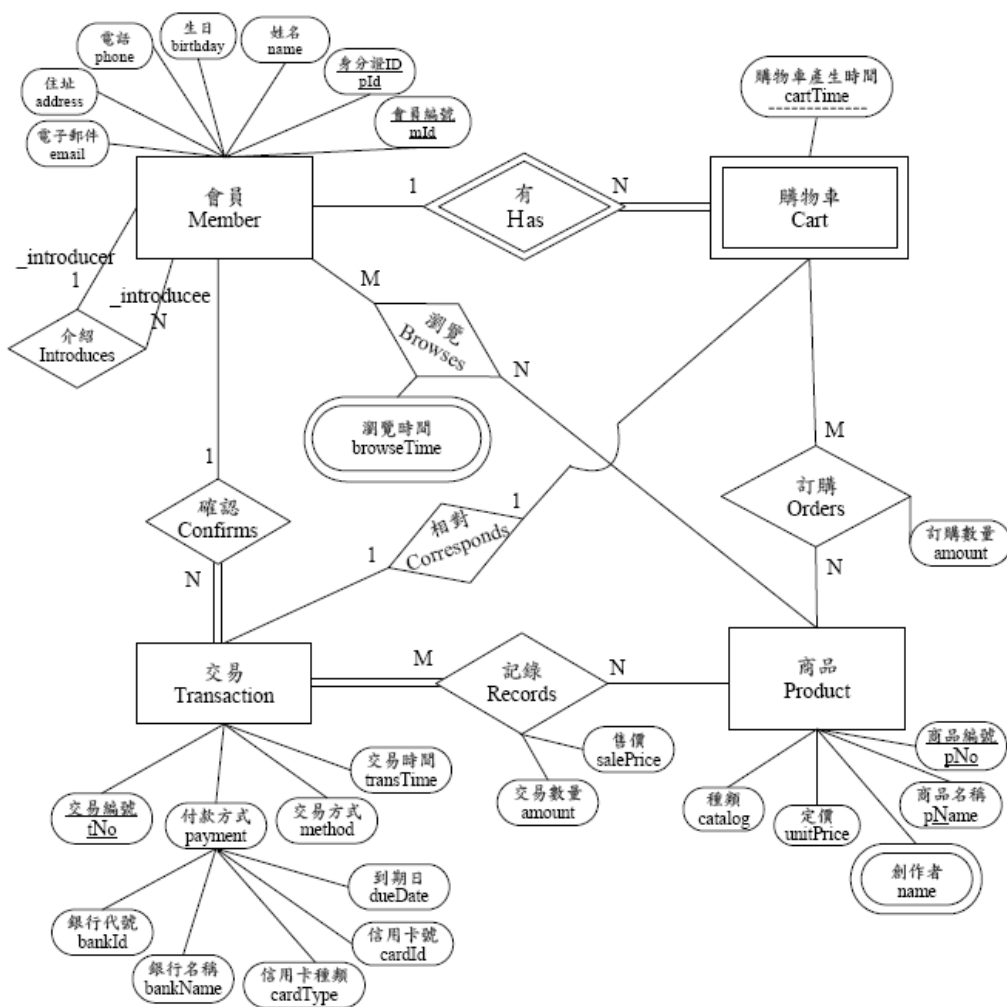 電話
phone
生日
birthday
姓名
name
住址
address
身分證ID
pId
電子郵件
email
會員編號
mId
購物車產生時間
cartTime
會員
Member
1
有
Has
N
購物車
Cart
_introducer
1
_introducee
N
介紹
Introduces
M
瀏覽
Browses
N
瀏覽時間
browseTime
M
訂購
Orders
訂購數量
amount
N
1
確認
Confirms
N
1
相對
Corresponds
1
交易
Transaction
M
記錄
Records
N
商品
Product
售價
salePrice
交易數量
amount
交易時間
transTime
交易編號
tNo
付款方式
payment
交易方式
method
到期日
dueDate
銀行代號
bankId
信用卡號
cardId
銀行名稱
bankName
信用卡種類
cardType
商品編號
pNo
種類
catalog
定價
unitPrice
商品名稱
pName
創作者
name